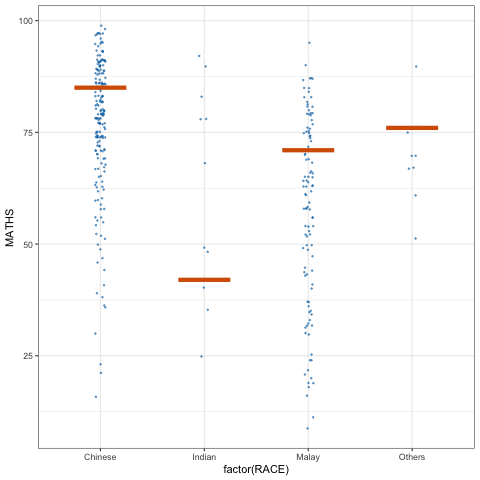 100
75
50
25
MATHS
Chinese
Indian
Malay
Others
factor(RACE)